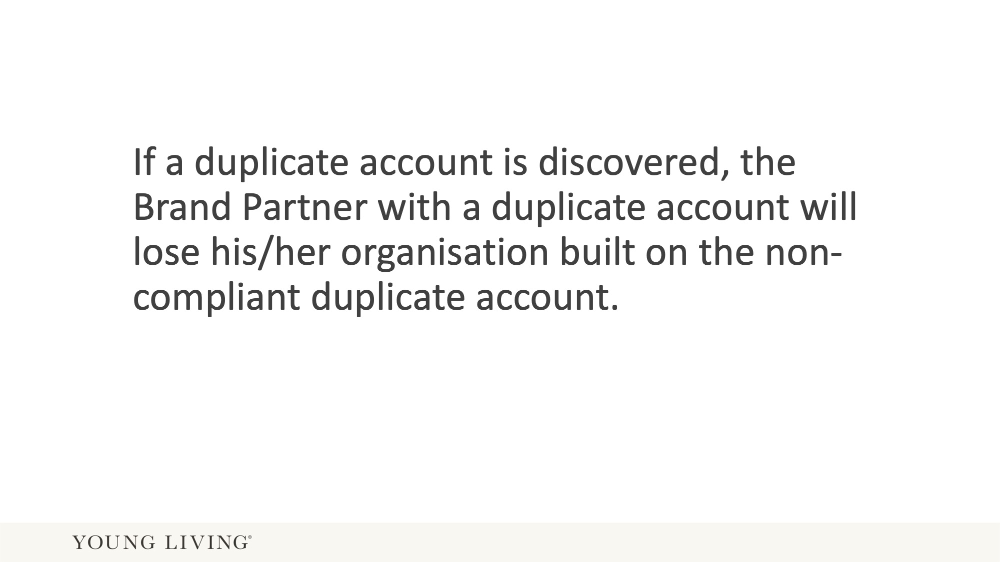 If a duplicate account is discovered, the
Brand Partner with a duplicate account will
lose his/her organisation built on the non-
compliant duplicate account.
YOUNG LIVING®